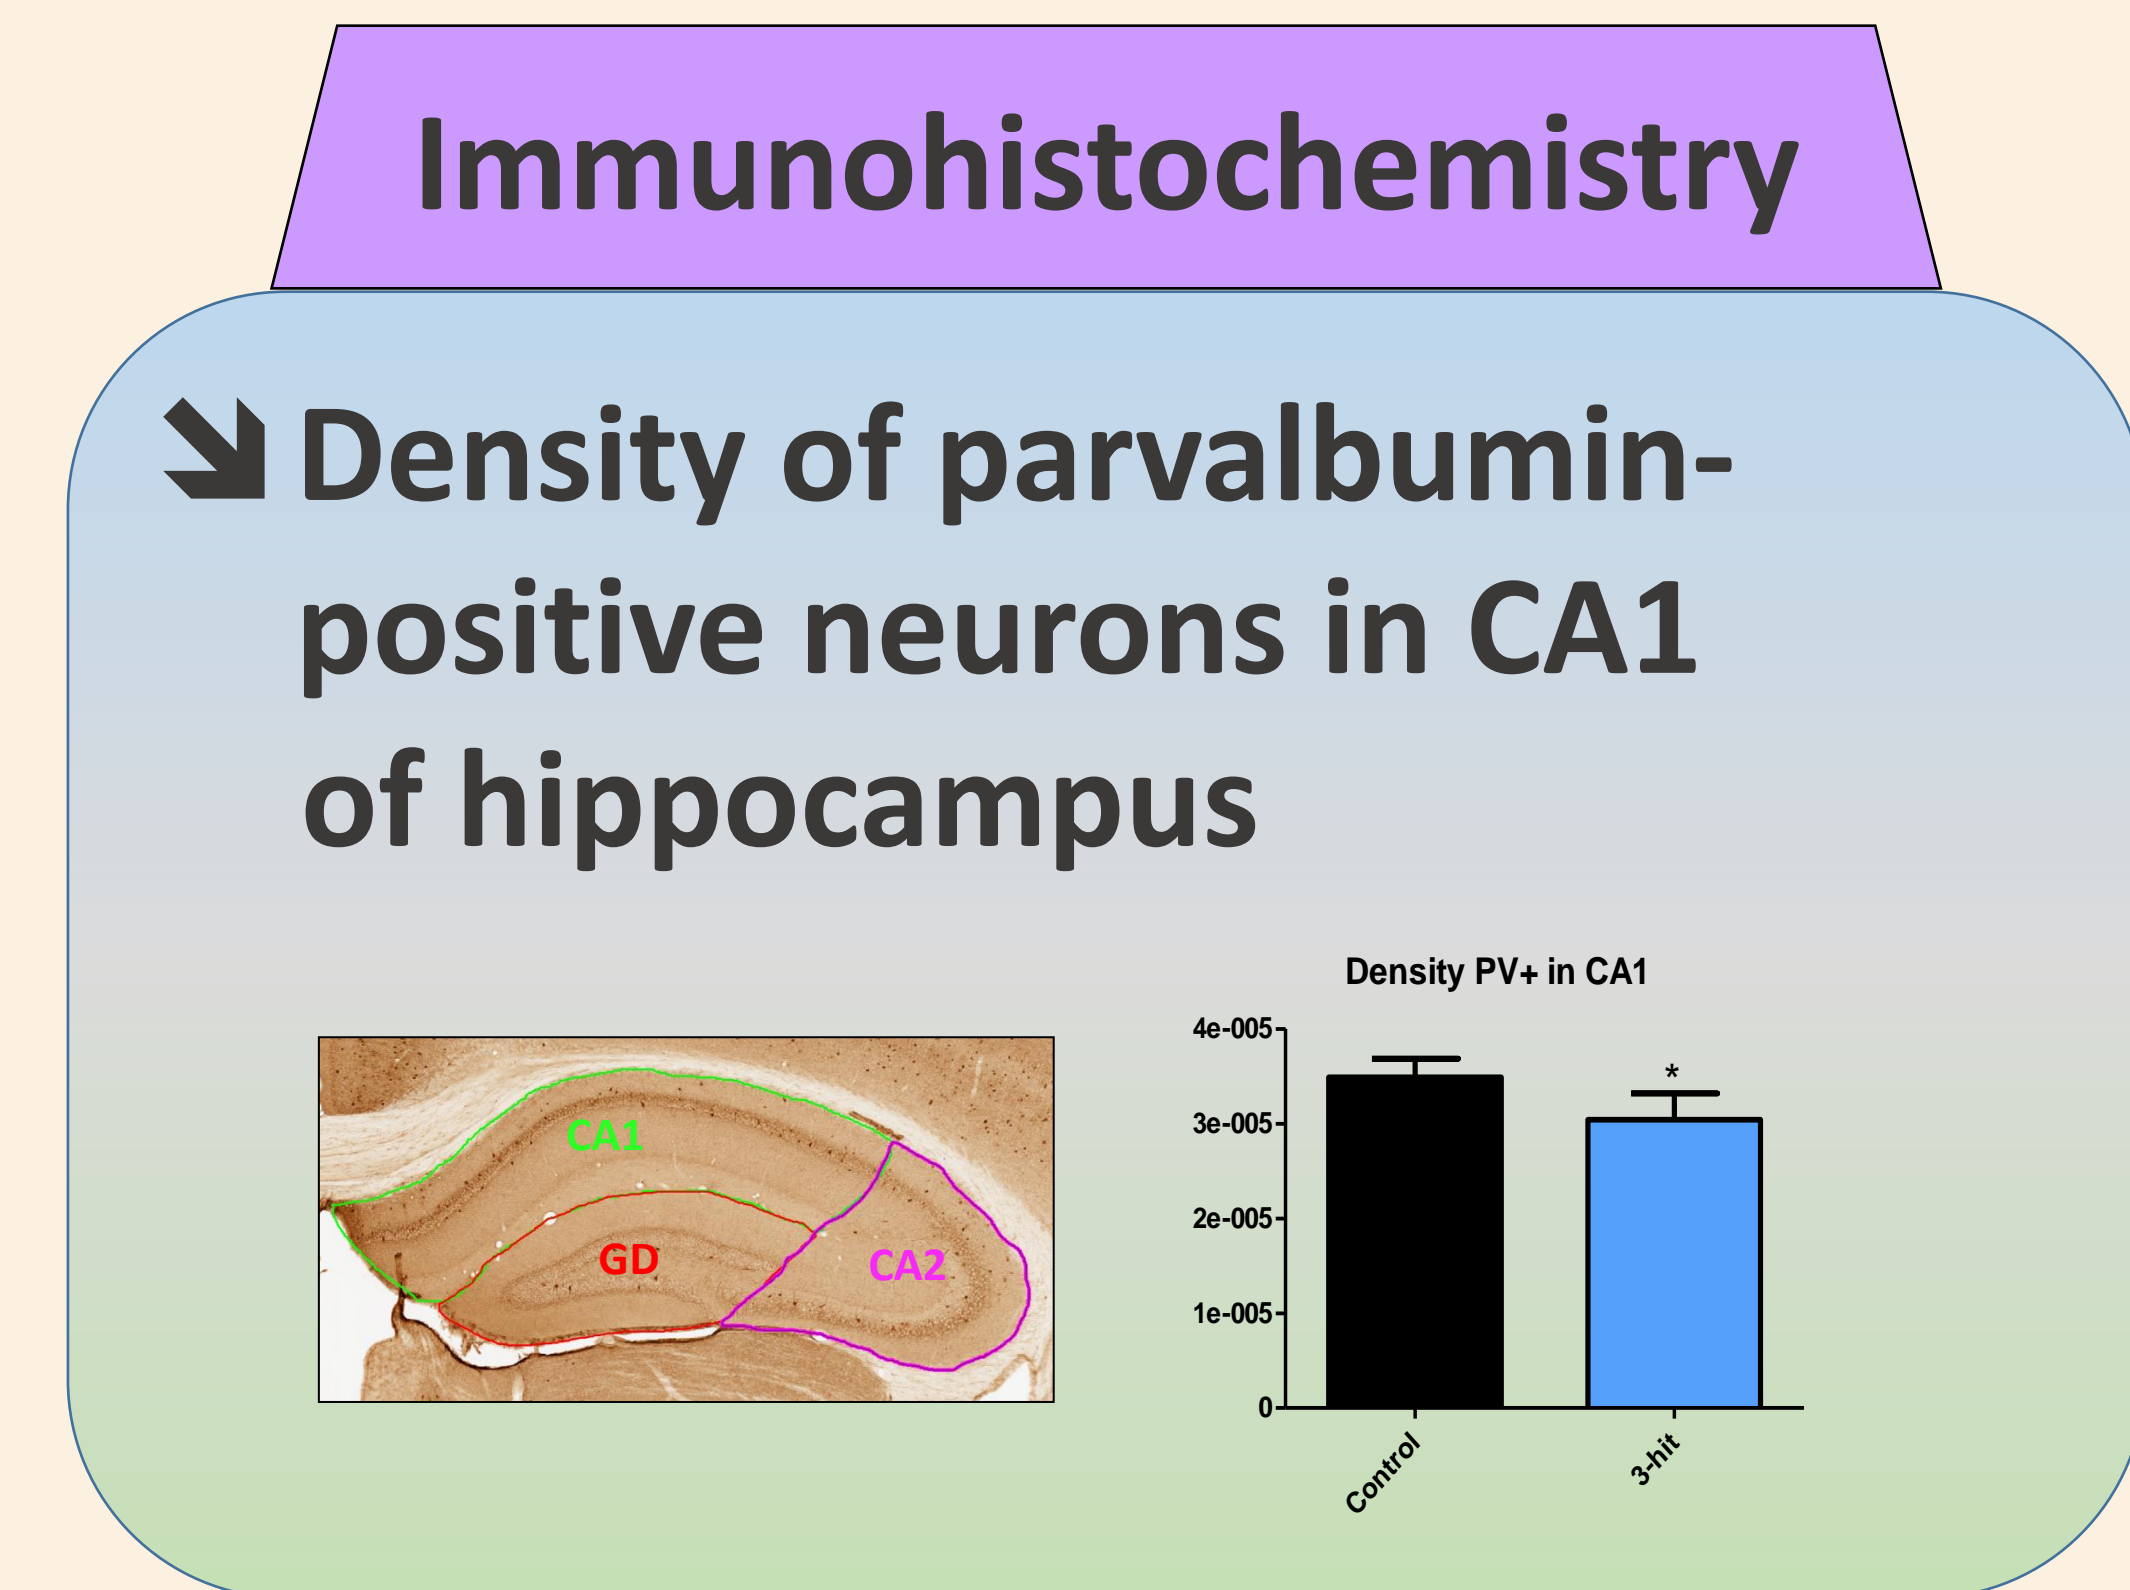 Immunohistochemistry
Density of parvalbumin-
positive neurons in CA1
of hippocampus
CA1
GD
CA2
Density PV+ in CA1
4e-005
3e-005
2e-005
1e-005
0
*
Control
3-hit